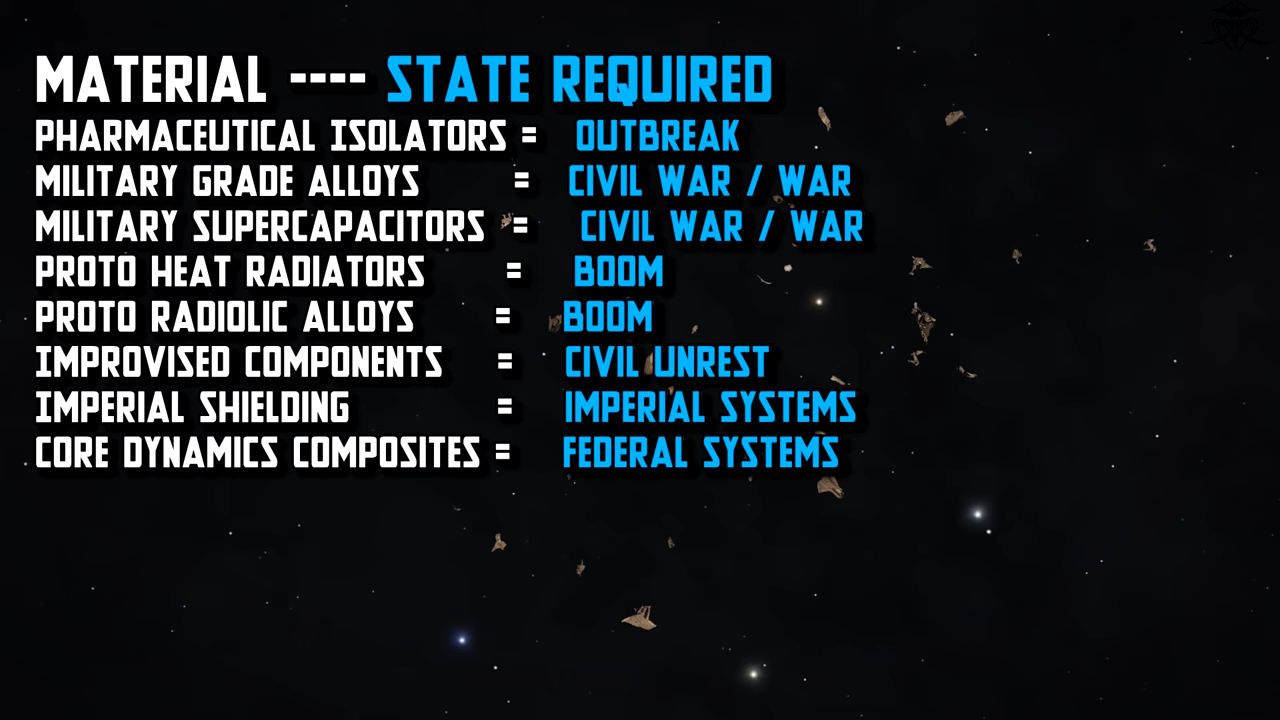 MATERIAL ---- STATE REQUIRED
PHARMACEUTICAL ISOLATORS = OUTBREAK
MILITARY GRADE ALLOYS = CIVIL WAR / WAR
MILITARY SUPERCAPACITORS = CIVIL WAR / WAR
PROTO HEAT RADIATORS = BOOM
PROTO RADIOLIC ALLOYS = BOOM
IMPROVISED COMPONENTS = CIVIL UNREST
IMPERIAL SHIELDING = IMPERIAL SYSTEMS
CORE DYNAMICS COMPOSITES = FEDERAL SYSTEMS